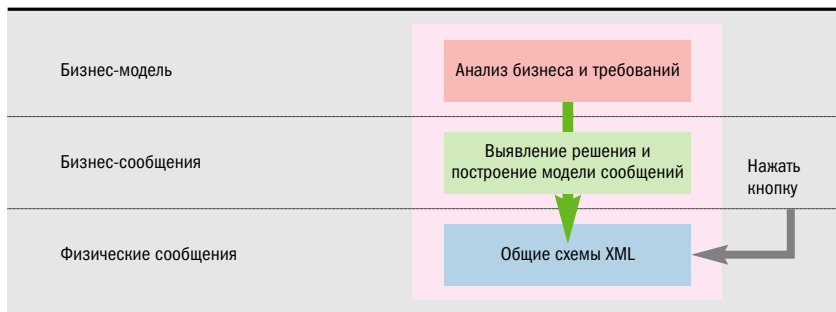 Бизнес-модель
Анализ бизнеса и требований
Бизнес-сообщения
Выявление решения и
построение модели сообщений
Нажать
кнопку
Физические сообщения
Общие схемы XML